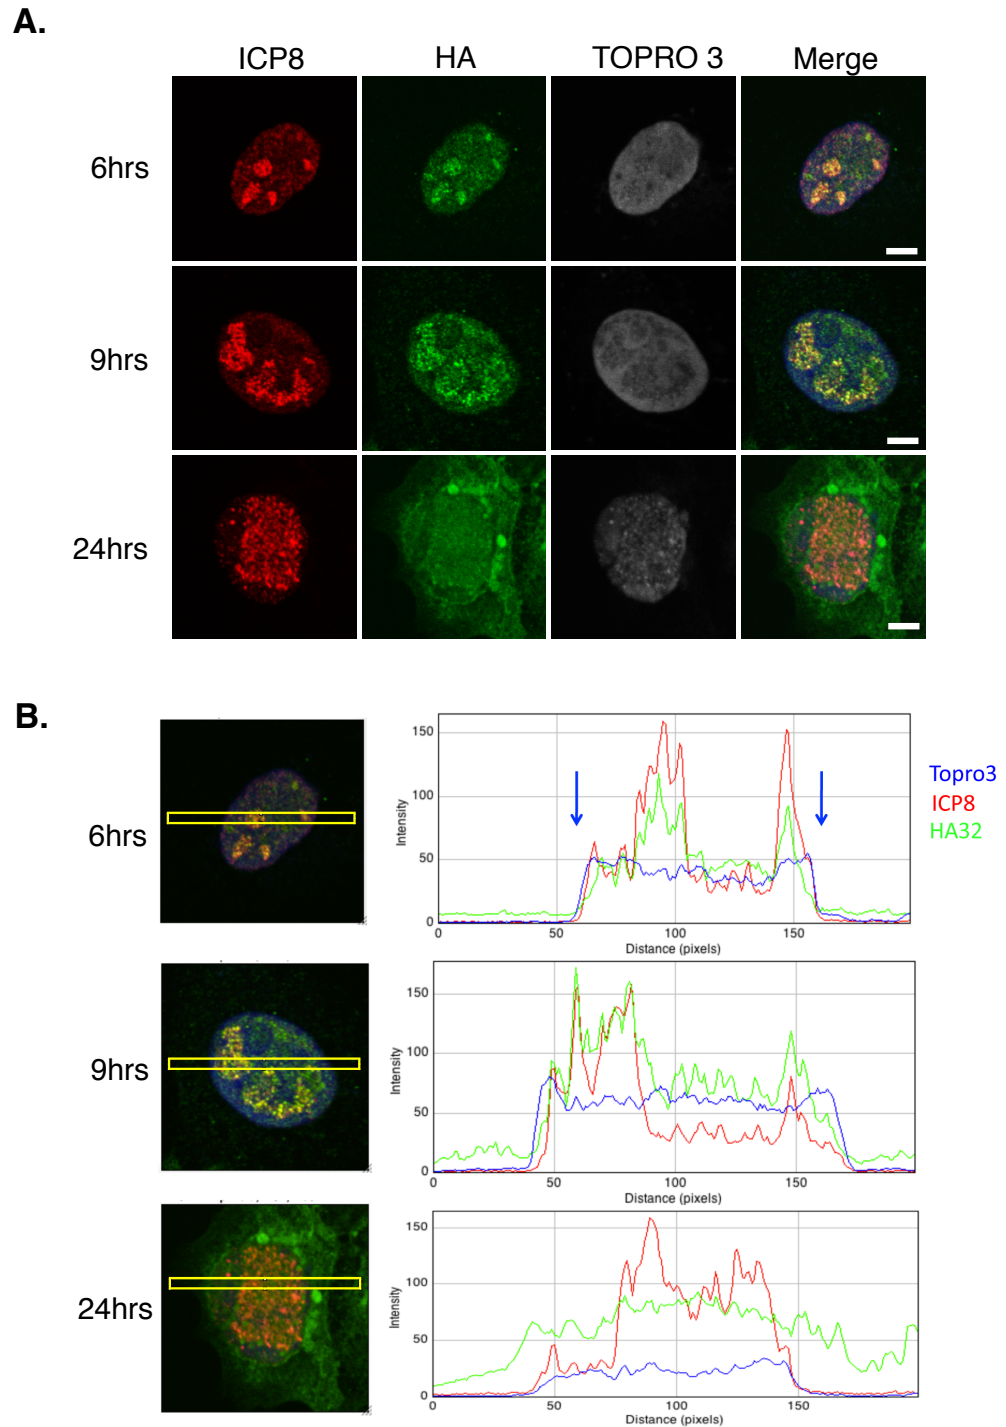 A.
ICP8 HA TOPRO 3 Merge
6hrs
9hrs
24hrs
B.
6hrs
150
100
50
0
Intensity
0 50 100 150
Distance (pixels)
Topro3
ICP8
HA32
9hrs
150
100
50
0
Intensity
0 50 100 150
Distance (pixels)
24hrs
150
100
50
0
Intensity
0 50 100 150
Distance (pixels)